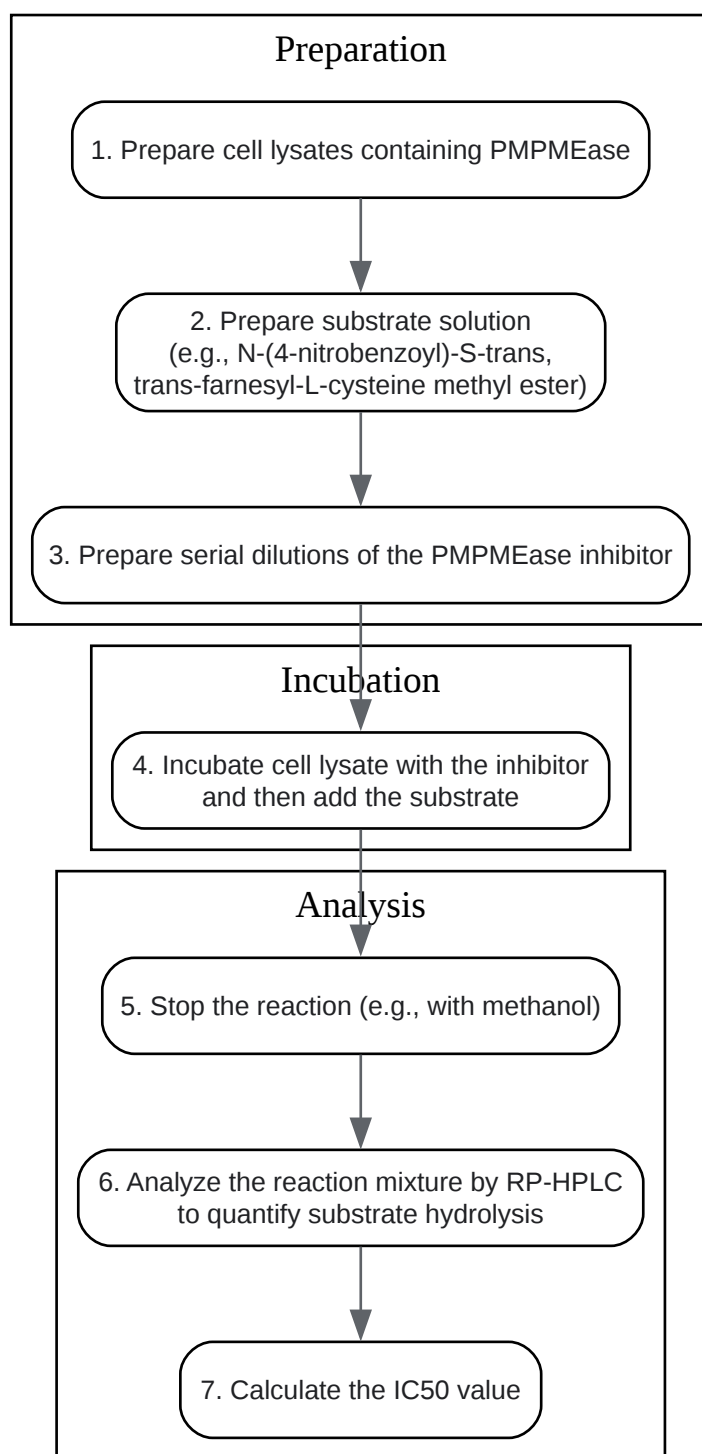 Preparation
1. Prepare cell lysates containing PMPMEase
2. Prepare substrate solution
(e.g., N-(4-nitrobenzoyl)-S-trans,
trans-farnesyl-L-cysteine methyl ester)
3. Prepare serial dilutions of the PMPMEase inhibitor
Incubation
4. Incubate cell lysate with the inhibitor
and then add the substrate
Analysis
5. Stop the reaction (e.g., with methanol)
6. Analyze the reaction mixture by RP-HPLC
to quantify substrate hydrolysis
7. Calculate the IC50 value